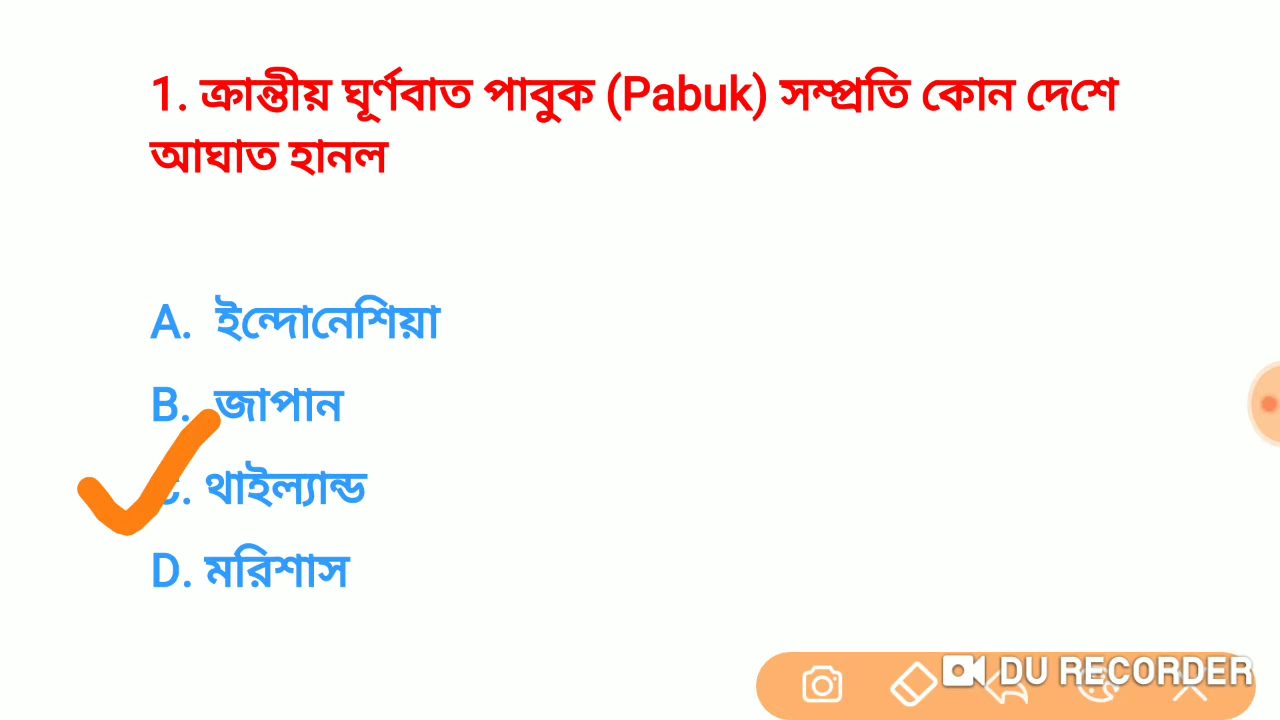 1. ক্রান্তীয় ঘূর্ণবাত পাবুক (Pabuk) সম্প্রতি কোন দেশে
আঘাত হানল
A. ইন্দোনেশিয়া
B. জাপান
C. থাইল্যান্ড
D. মরিশাস
DU RECORDER